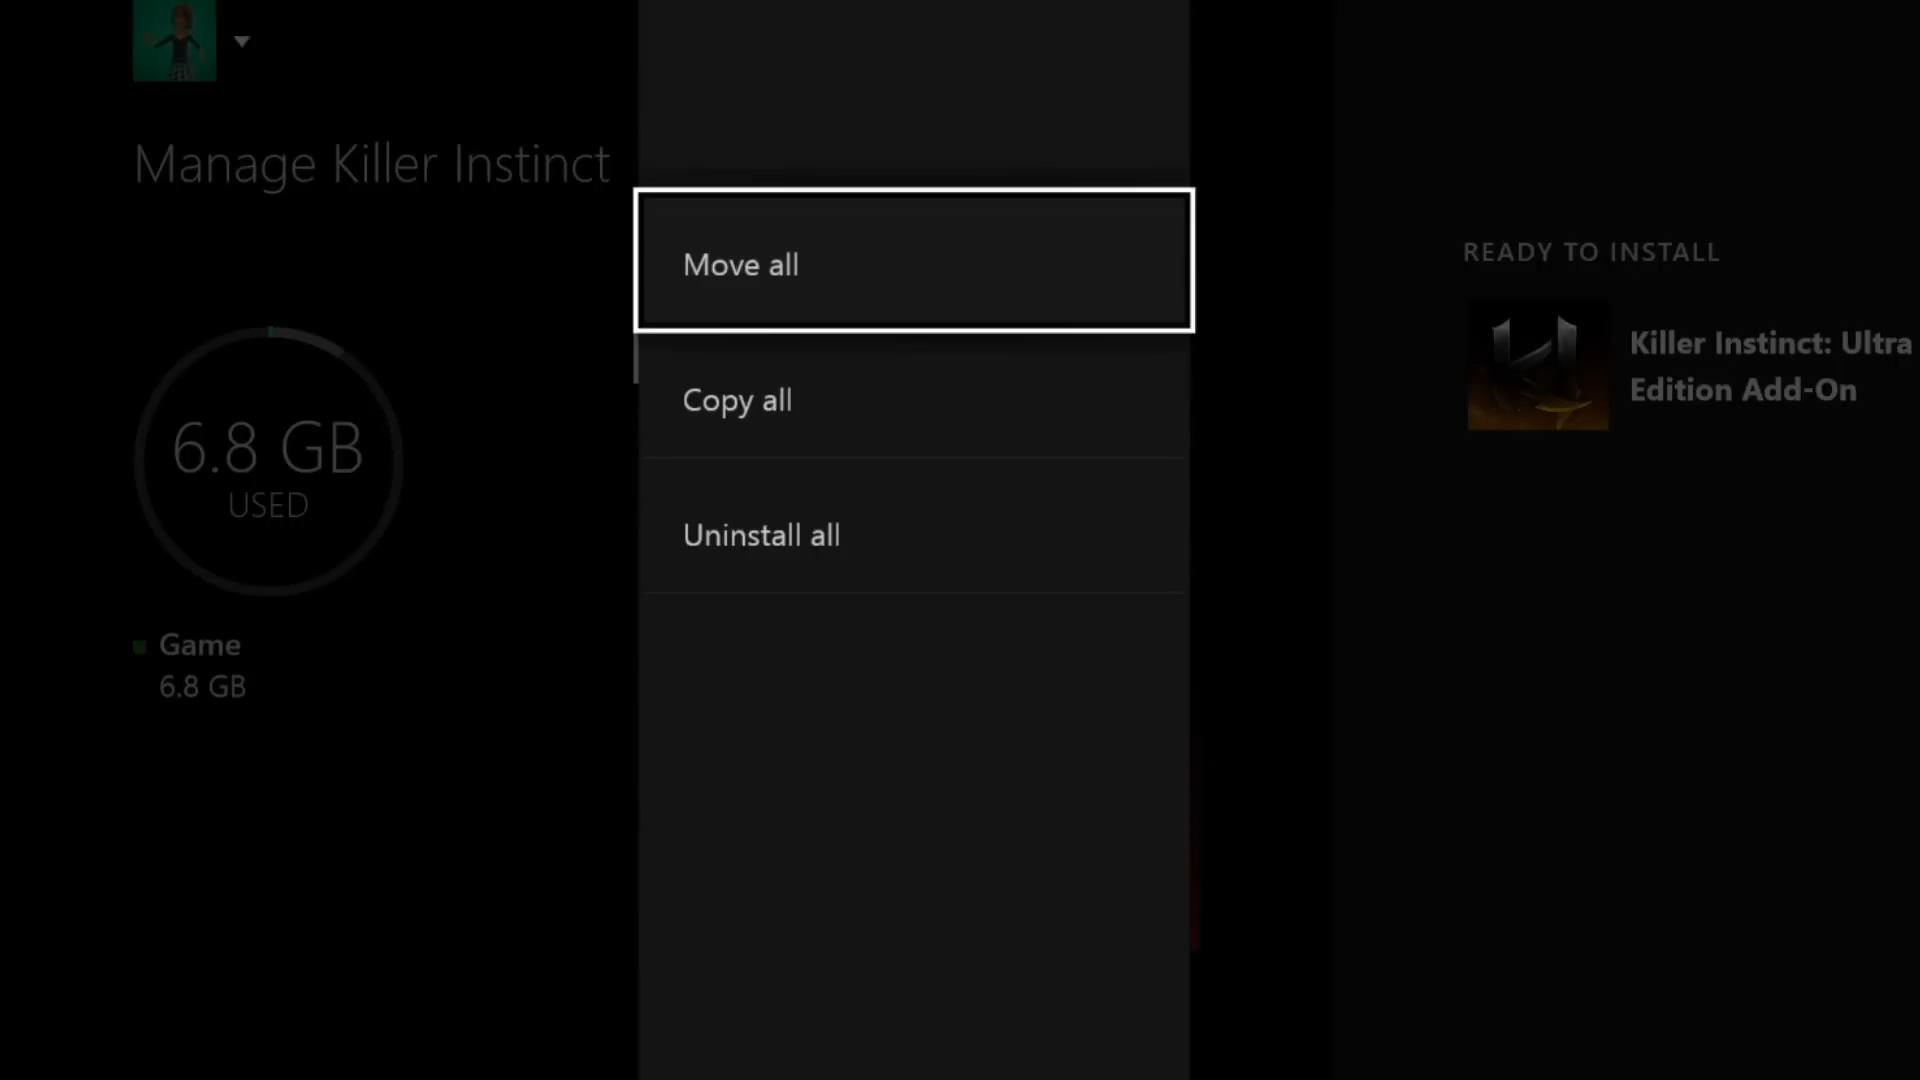 Manage Killer Instinct
6.8 GB
USED
Game
6.8 GB
Move all
Copy all
Uninstall all
READY TO INSTALL
Killer Instinct: Ultra
Edition Add-On